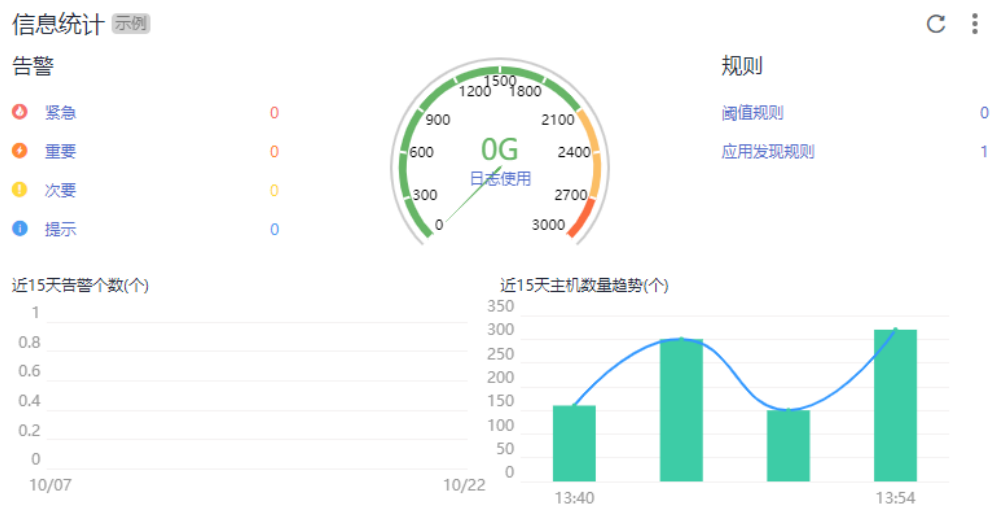 信息统计 示例
告警
紧急 0
重要 0
次要 0
提示 0
0
300
600
900
1200
1500
1800
2100
2400
2700
3000
0G
日志使用
规则
阈值规则 0
应用发现规则 1
近15天告警个数(个)
1
0.8
0.6
0.4
0.2
0
10/07 10/22
近15天主机数量趋势(个)
350
300
250
200
150
100
50
0
13:40 13:54